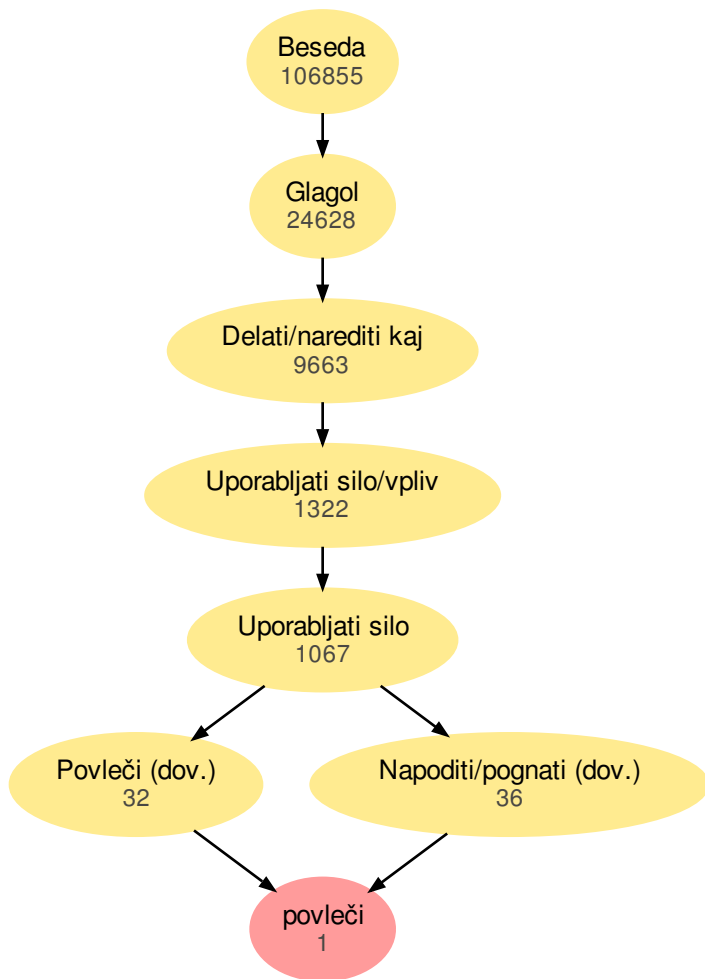 Beseda
106855
Glagol
24628
Delati/narediti kaj
9663
Uporabljati silo/vpliv
1322
Uporabljati silo
1067
Povleči (dov.)
32
Napoditi/pognati (dov.)
36
povleči
1